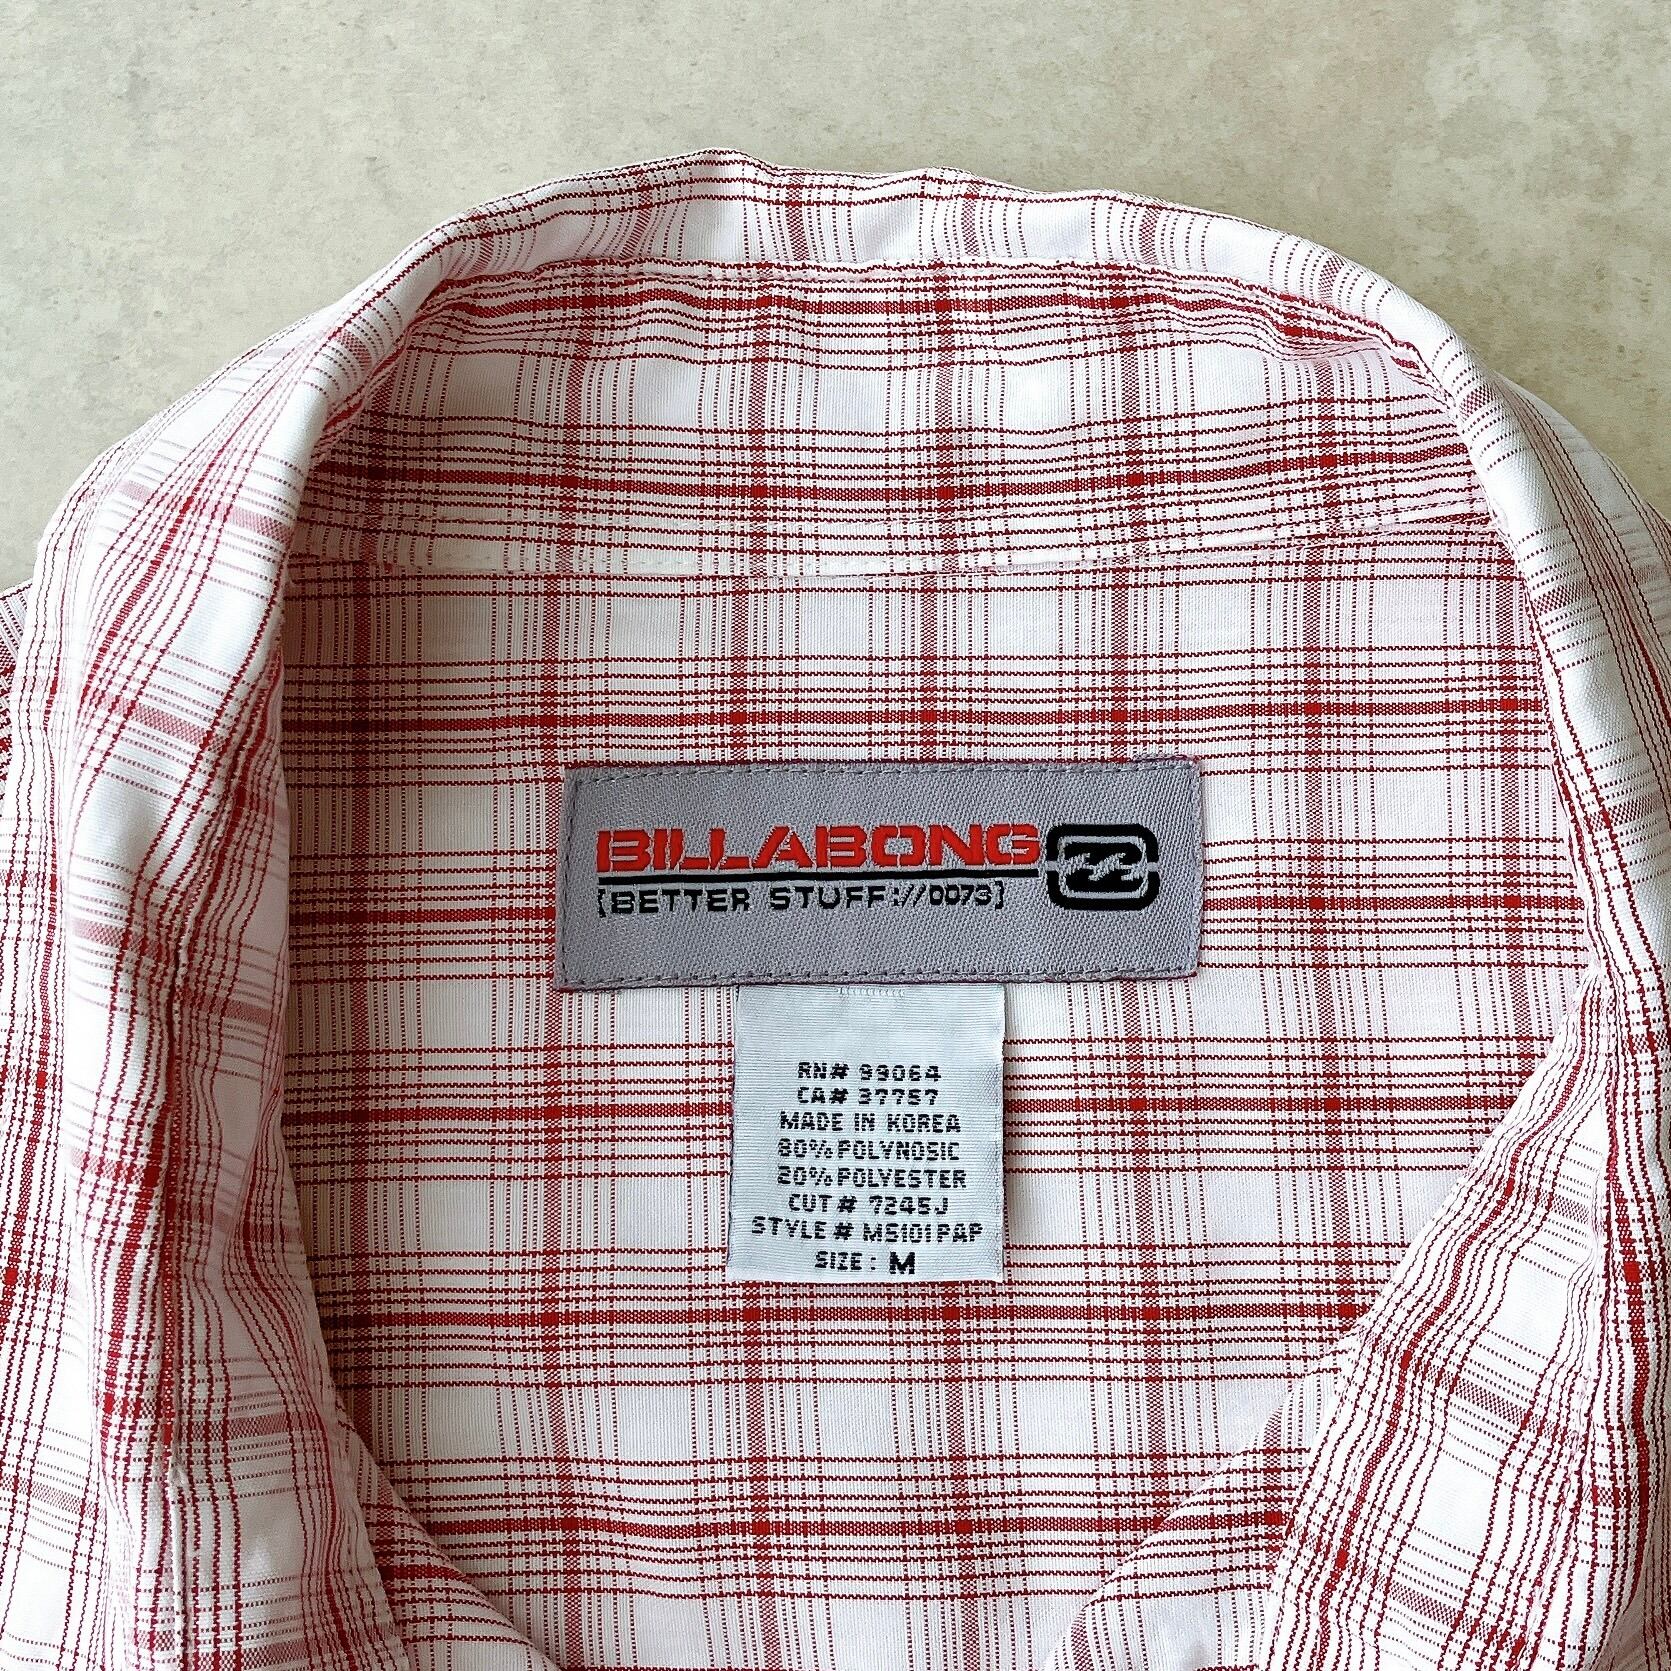 BILLABONG
[BETTER STUFF://0073]
RN# 99064
CA# 37757
MADE IN KOREA
80% POLYNOSIC
20% POLYESTER
CUT # 7245J
STYLE # MS101PAP
SIZE : M